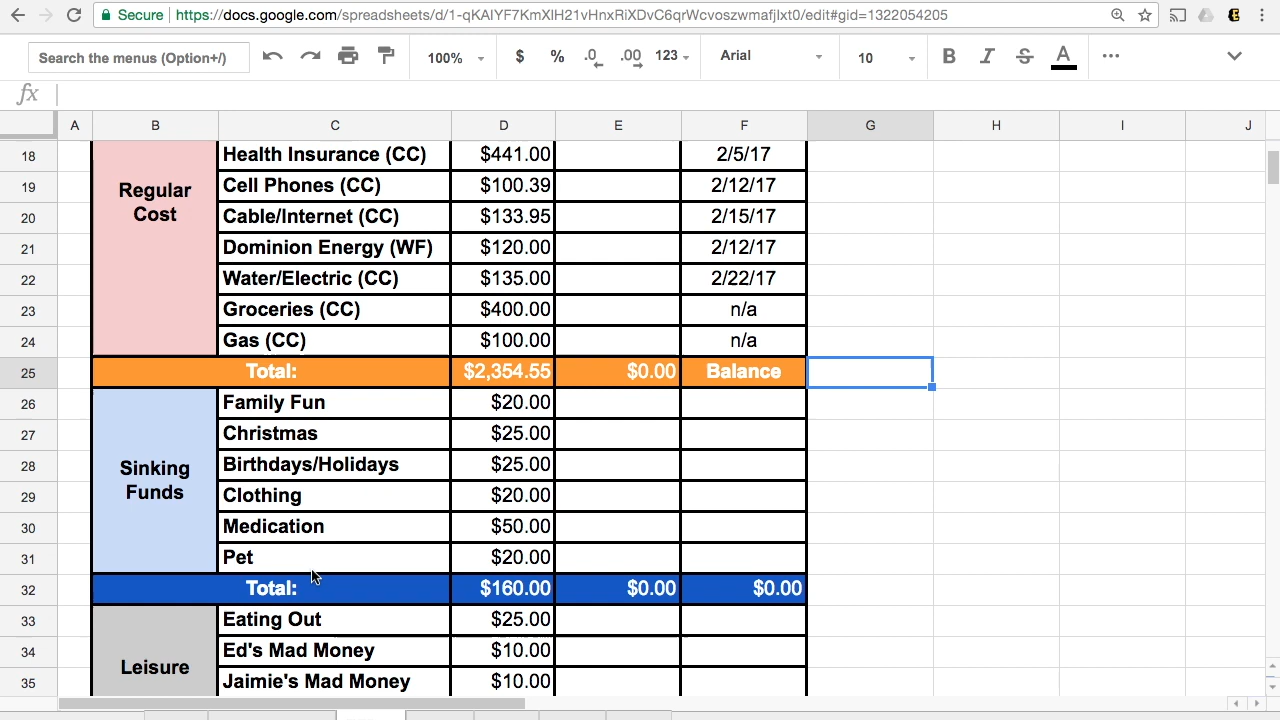 Secure https://docs.google.com/spreadsheets/d/1-qKAIYF7KmXIH21vHnxRiXDvC6qrWcvoszwmafjlxt0/edit#gid=1322054205
Search the menus (Option+/) 100% $ % .0 .00 123 Arial 10 B I S A
fx
A B C D E F G H I J
18 Health Insurance (CC) $441.00 2/5/17
19 Cell Phones (CC) $100.39 2/12/17
Regular
Cost
20 Cable/Internet (CC) $133.95 2/15/17
21 Dominion Energy (WF) $120.00 2/12/17
22 Water/Electric (CC) $135.00 2/22/17
23 Groceries (CC) $400.00 n/a
24 Gas (CC) $100.00 n/a
25 Total: $2,354.55 $0.00 Balance
26 Family Fun $20.00
27 Christmas $25.00
28 Birthdays/Holidays $25.00
Sinking
Funds
29 Clothing $20.00
30 Medication $50.00
31 Pet $20.00
32 Total: $160.00 $0.00 $0.00
33 Eating Out $25.00
34 Ed's Mad Money $10.00
Leisure
35 Jaimie's Mad Money $10.00